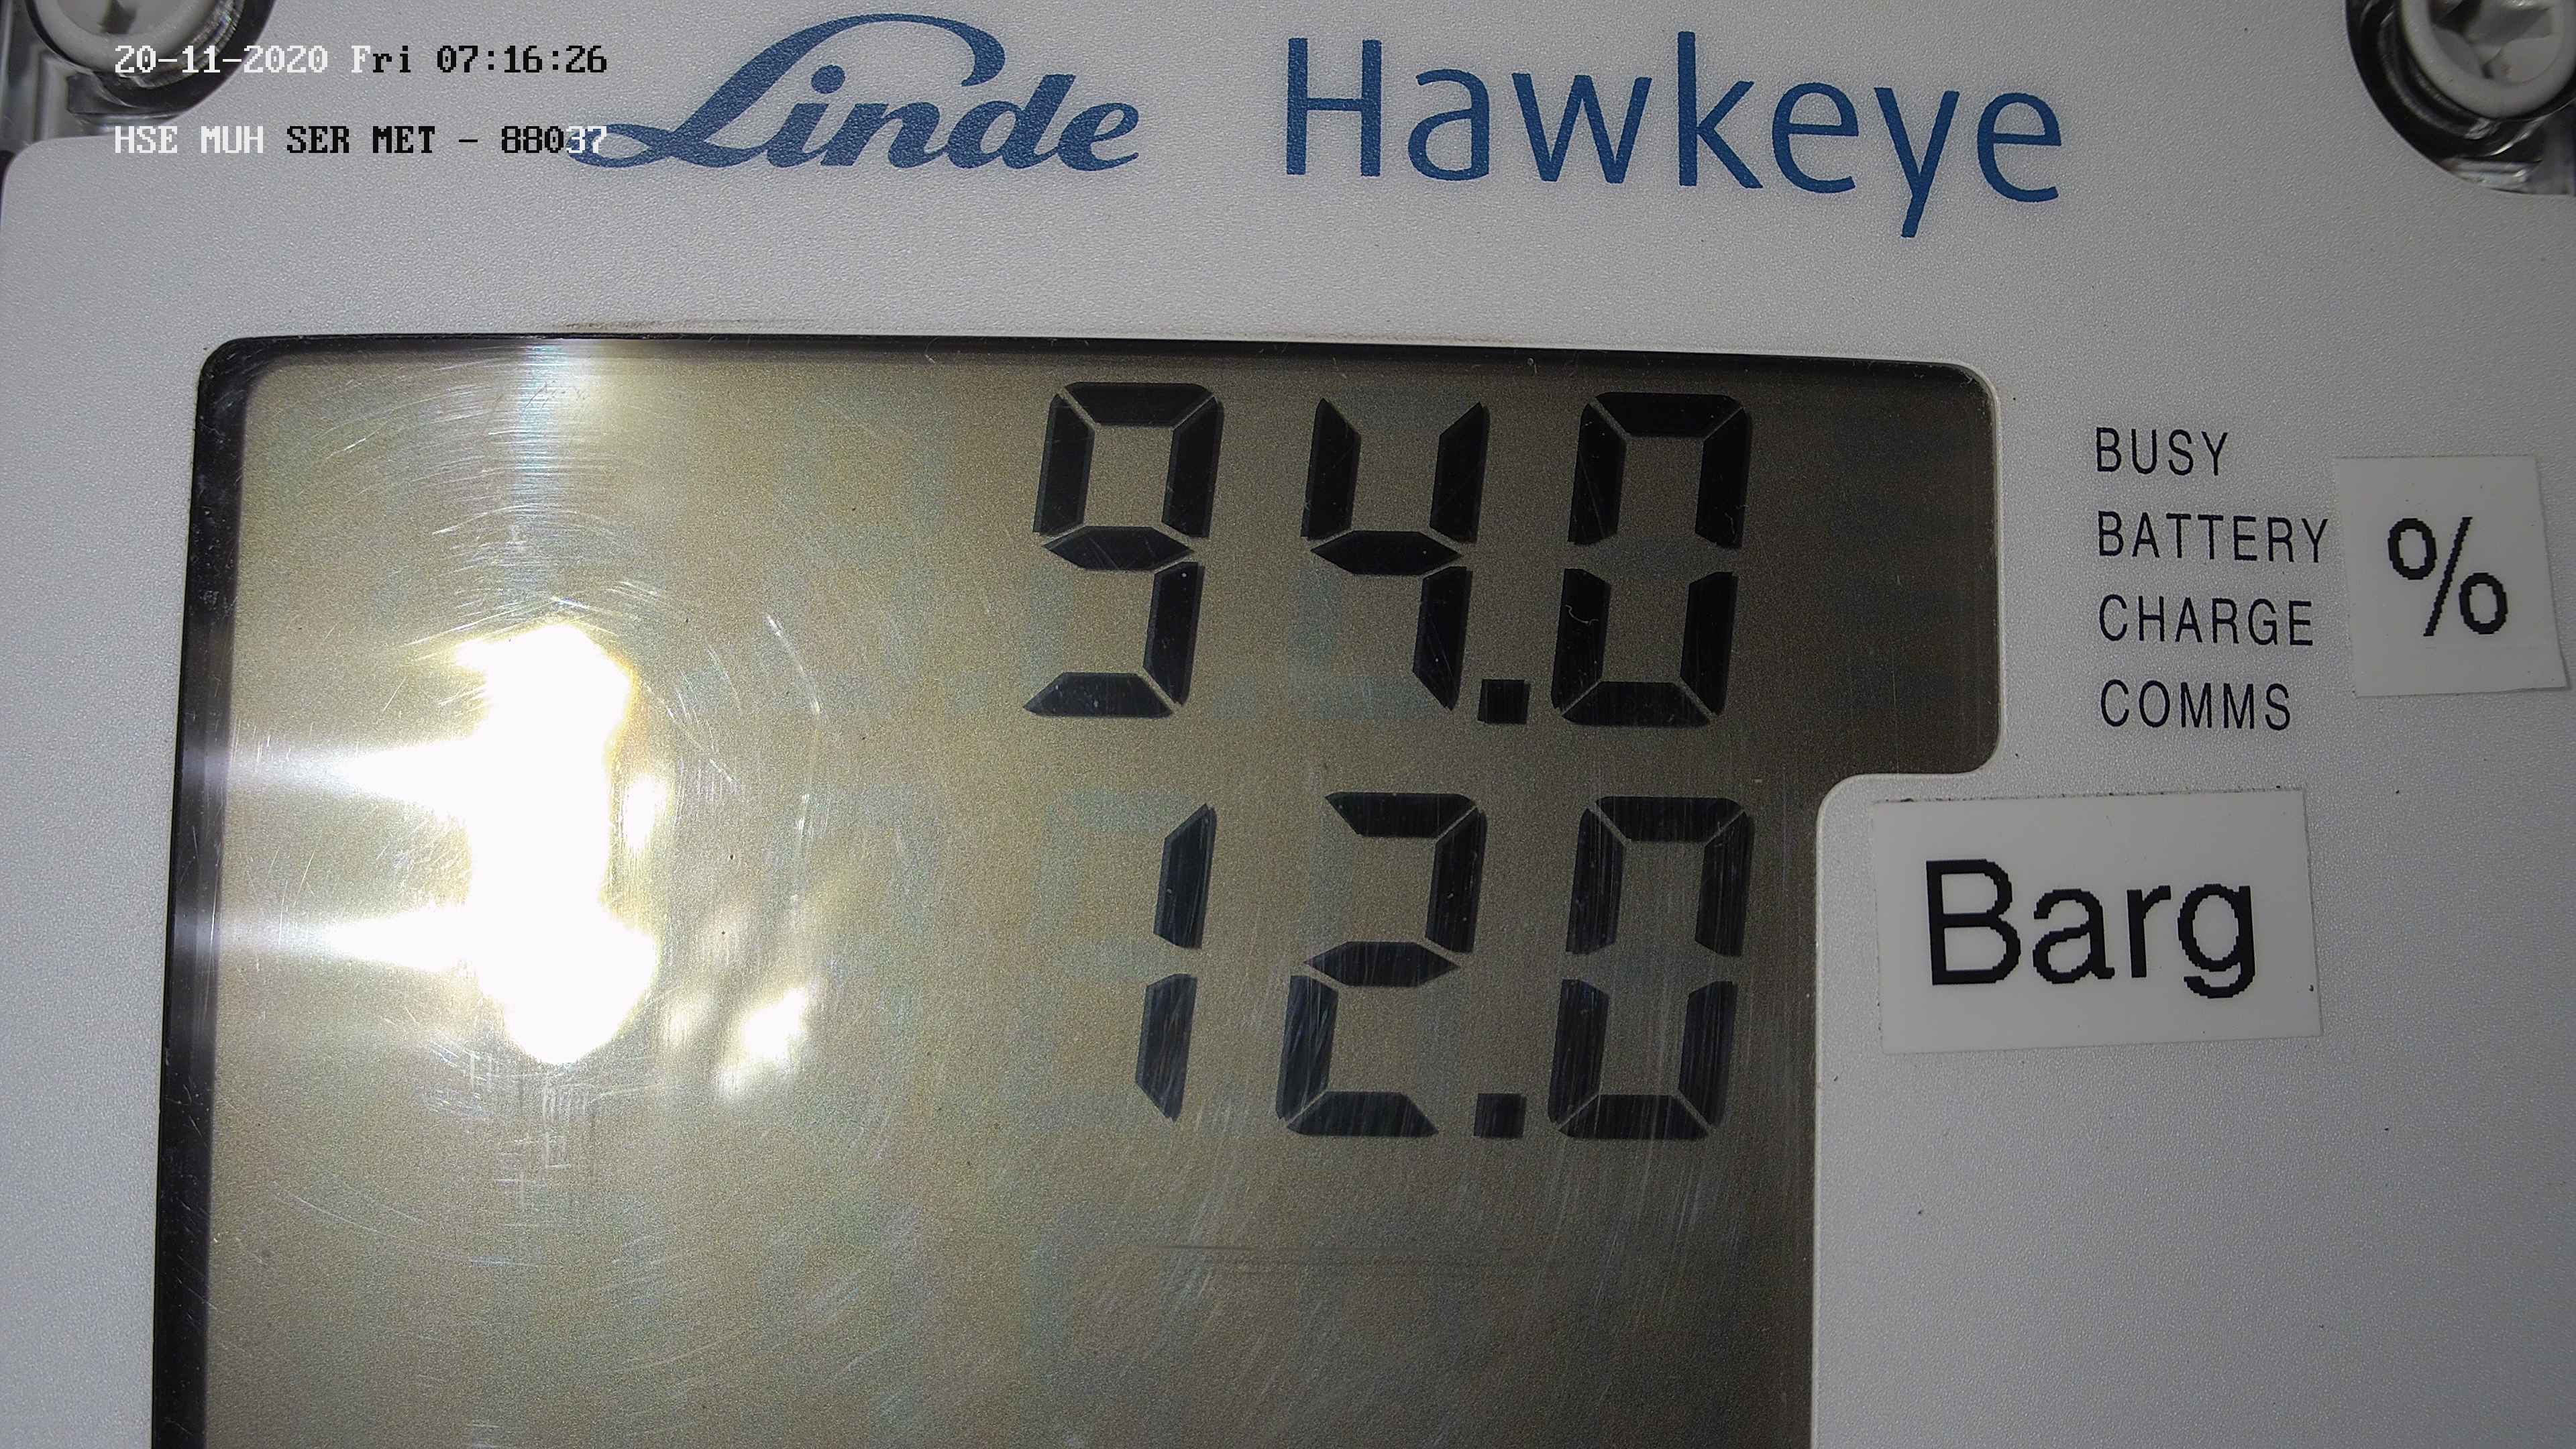 20-11-2020 Fri 07:16:26
HSE MUH SER MET - 88037
Linde Hawkeye
94.0
BUSY
BATTERY
CHARGE
COMMS
%
12.0
Barg